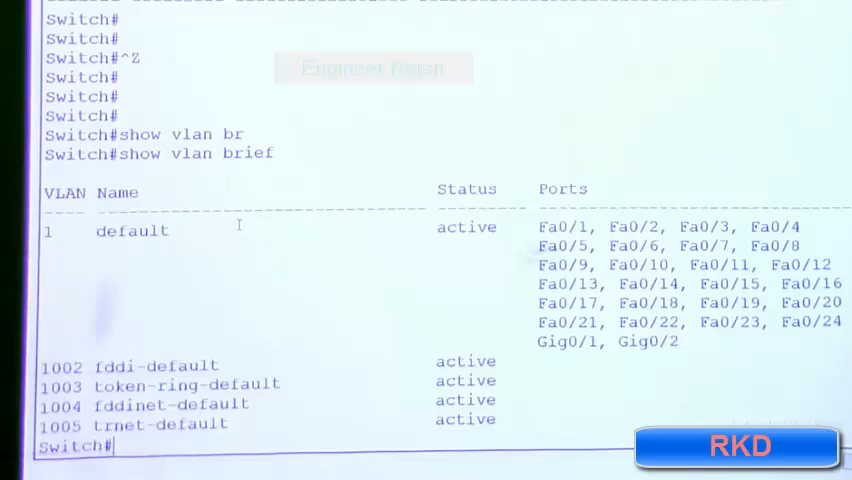 Switch#
Switch#
Switch#^Z
Engineer Rajan
Switch#
Switch#
Switch#
Switch#show vlan br
Switch#show vlan brief
VLAN Name Status Ports
1 default active Fa0/1, Fa0/2, Fa0/3, Fa0/4
Fa0/5, Fa0/6, Fa0/7, Fa0/8
Fa0/9, Fa0/10, Fa0/11, Fa0/12
Fa0/13, Fa0/14, Fa0/15, Fa0/16
Fa0/17, Fa0/18, Fa0/19, Fa0/20
Fa0/21, Fa0/22, Fa0/23, Fa0/24
Gig0/1, Gig0/2
1002 fddi-default active
1003 token-ring-default active
1004 fddinet-default active
1005 trnet-default active
Switch#
RKD